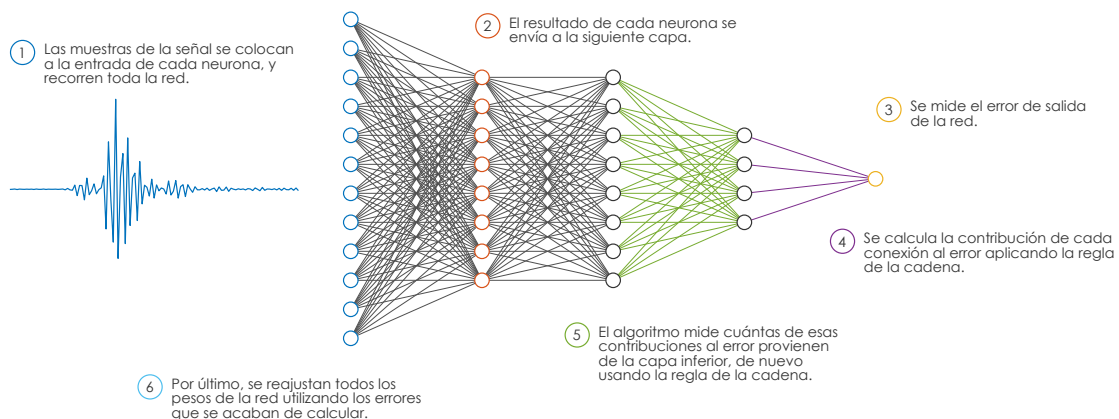 1
Las muestras de la señal se colocan
a la entrada de cada neurona, y
recorren toda la red.
2
El resultado de cada neurona se
envía a la siguiente capa.
3
Se mide el error de salida
de la red.
4
Se calcula la contribución de cada
conexión al error aplicando la regla
de la cadena.
5
El algoritmo mide cuántas de esas
contribuciones al error provienen
de la capa inferior, de nuevo
usando la regla de la cadena.
6
Por último, se reajustan todos los
pesos de la red utilizando los errores
que se acaban de calcular.